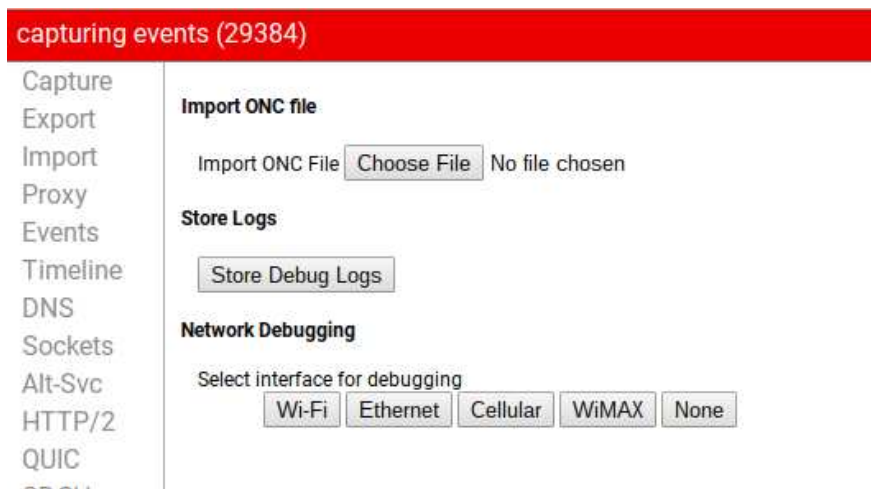 capturing events (29384)
Capture
Export
Import
Proxy
Events
Timeline
DNS
Sockets
Alt-Svc
HTTP/2
QUIC
Import ONC file
Import ONC File Choose File No file chosen
Store Logs
Store Debug Logs
Network Debugging
Select interface for debugging
Wi-Fi Ethernet Cellular WiMAX None